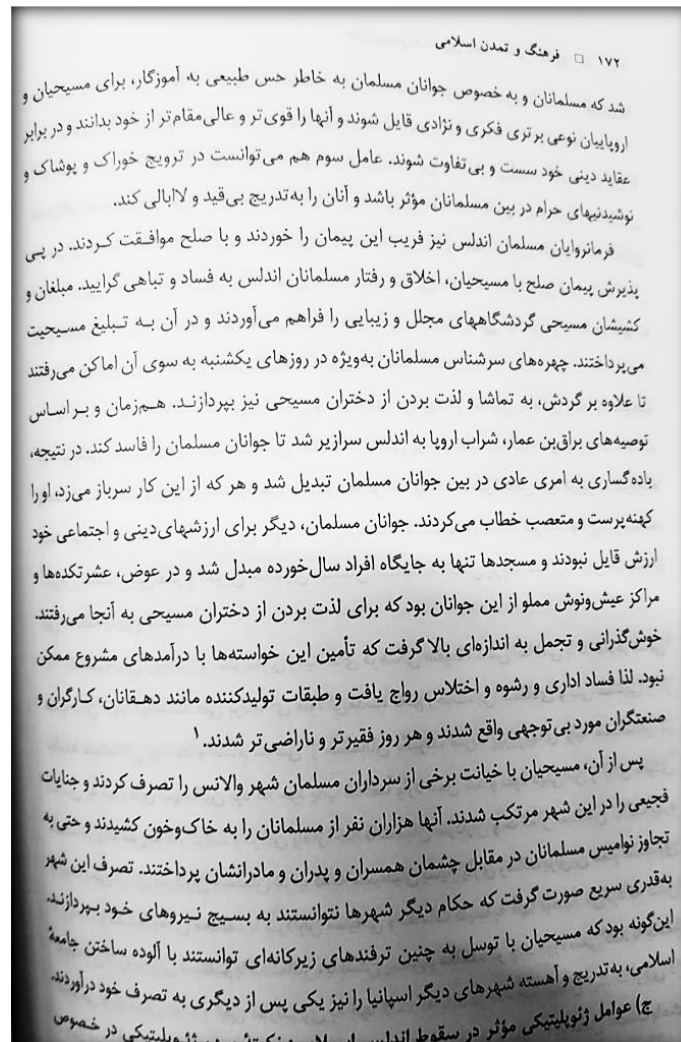 ۱۷۲ □ فرهنگ و تمدن اسلامی
شد که مسلمانان و به خصوص جوانان مسلمان به خاطر حس طبیعی به آموزگار، برای مسیحیان و
اروپاییان نوعی برتری فکری و نژادی قایل شوند و آنها را قوی‌تر و عالی‌مقام‌تر از خود بدانند و در برابر
عقاید دینی خود سست و بی‌تفاوت شوند. عامل سوم هم می‌توانست در ترویج خوراک و پوشاک و
نوشیدنیهای حرام در بین مسلمانان مؤثر باشد و آنان را به‌تدریج بی‌قید و لاابالی کند.
فرمانروایان مسلمان اندلس نیز فریب این پیمان را خوردند و با صلح موافقت کردند. در پی
پذیرش پیمان صلح با مسیحیان، اخلاق و رفتار مسلمانان اندلس به فساد و تباهی گرایید. مبلغان و
کشیشان مسیحی گردشگاههای مجلل و زیبایی را فراهم می‌آوردند و در آن به تبلیغ مسیحیت
می‌پرداختند. چهره‌های سرشناس مسلمانان به‌ویژه در روزهای یکشنبه به سوی آن اماکن می‌رفتند
تا علاوه بر گردش، به تماشا و لذت بردن از دختران مسیحی نیز بپردازند. هم‌زمان و براساس
توصیه‌های براق‌بن عمار، شراب اروپا به اندلس سرازیر شد تا جوانان مسلمان را فاسد کند. در نتیجه،
باده‌گساری به امری عادی در بین جوانان مسلمان تبدیل شد و هر که از این کار سرباز می‌زد، او را
کهنه‌پرست و متعصب خطاب می‌کردند. جوانان مسلمان، دیگر برای ارزشهای‌دینی و اجتماعی خود
ارزش قایل نبودند و مسجدها تنها به جایگاه افراد سال‌خورده مبدل شد و در عوض، عشرتکده‌ها و
مراکز عیش‌ونوش مملو از این جوانان بود که برای لذت بردن از دختران مسیحی به آنجا می‌رفتند.
خوش‌گذرانی و تجمل به اندازه‌ای بالا گرفت که تأمین این خواسته‌ها با درآمدهای مشروع ممکن
نبود. لذا فساد اداری و رشوه و اختلاس رواج یافت و طبقات تولیدکننده مانند دهقانان، کارگران و
صنعتگران مورد بی‌توجهی واقع شدند و هر روز فقیرتر و ناراضی‌تر شدند.۱
پس از آن، مسیحیان با خیانت برخی از سرداران مسلمان شهر والانس را تصرف کردند و جنایات
فجیعی را در این شهر مرتکب شدند. آنها هزاران نفر از مسلمانان را به خاک‌وخون کشیدند و حتی به
تجاوز نوامیس مسلمانان در مقابل چشمان همسران و پدران و مادرانشان پرداختند. تصرف این شهر
به‌قدری سریع صورت گرفت که حکام دیگر شهرها نتوانستند به بسیج نیروهای خود بپردازند.
این‌گونه بود که مسیحیان با توسل به چنین ترفندهای زیرکانه‌ای توانستند با آلوده ساختن جامعهٔ
اسلامی، به‌تدریج و آهسته شهرهای دیگر اسپانیا را نیز یکی پس از دیگری به تصرف خود درآوردند.
ج) عوامل ژئوپلیتیکی مؤثر در سقوط اندلس ژئوپلیتیکی در خصوص